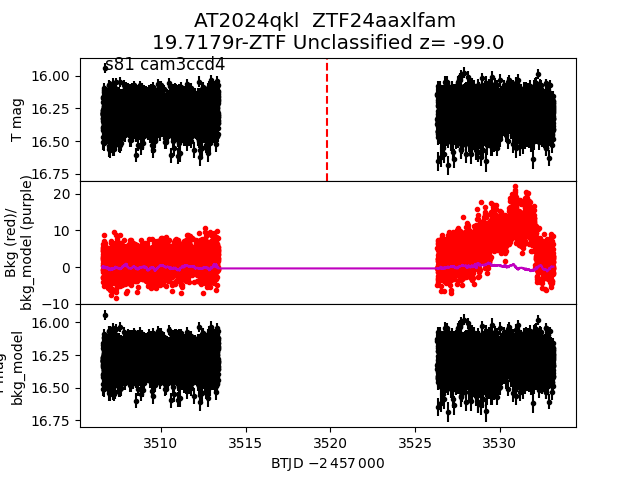 AT2024qkl  ZTF24aaxlfam
19.7179r-ZTF Unclassified z= -99.0
s81 cam3ccd4
T mag
16.00
16.25
16.50
16.75
Bkg (red)/
bkg_model (purple)
20
10
0
−10
mag
bkg_model
16.00
16.25
16.50
16.75
3510
3515
3520
3525
3530
BTJD −2 457 000